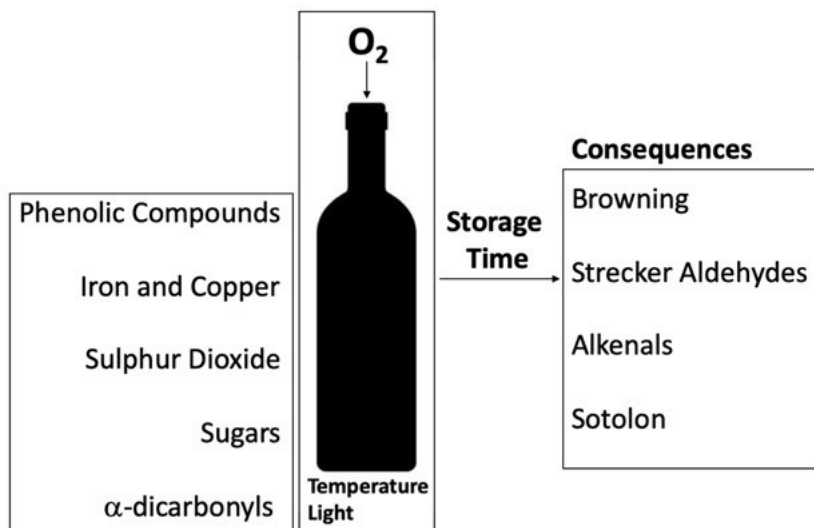 O₂
Phenolic Compounds
Iron and Copper
Sulphur Dioxide
Sugars
α-dicarbonyls
Temperature
Light
Storage
Time
Consequences
Browning
Strecker Aldehydes
Alkenals
Sotolon